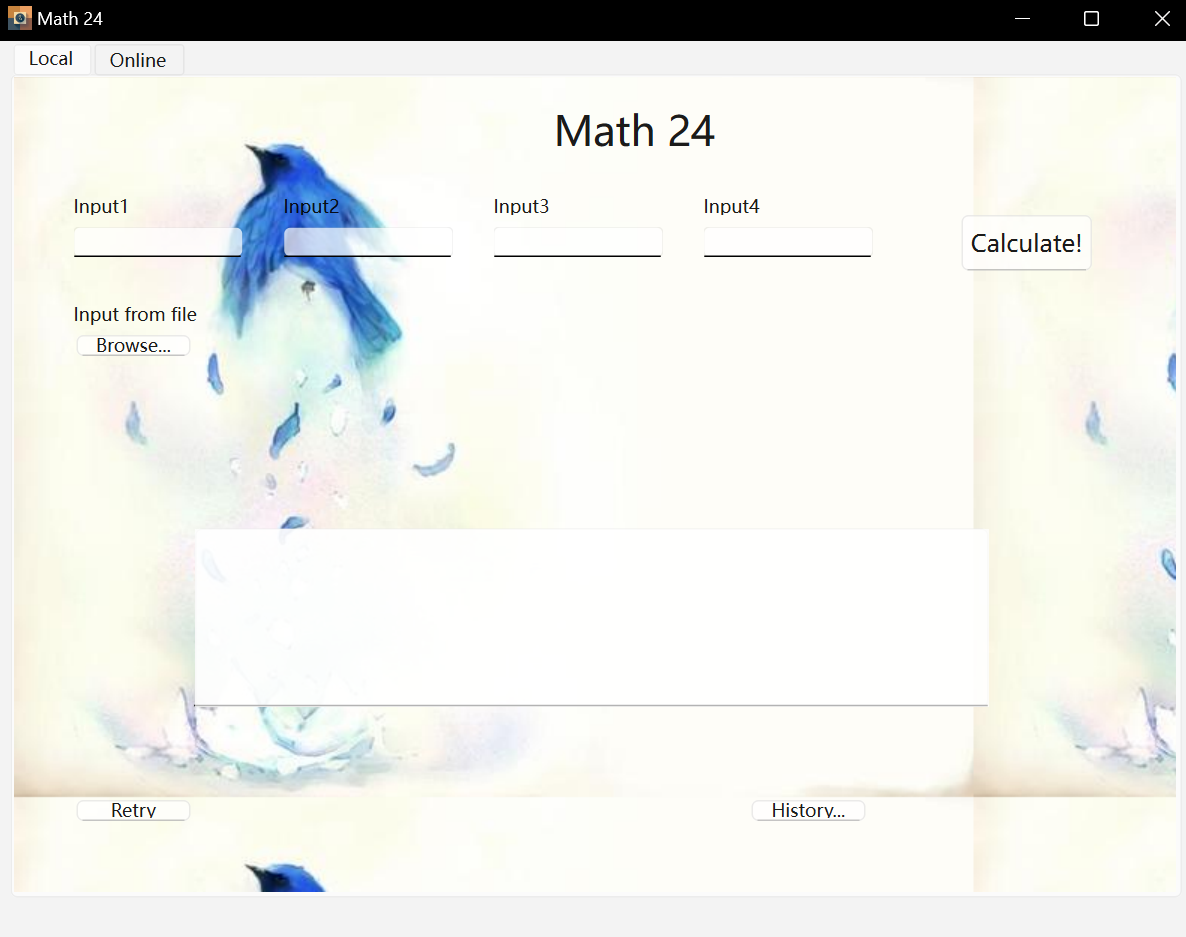 Math 24
Local Online
Math 24
Input1 Input2 Input3 Input4
Calculate!
Input from file
Browse...
Retry History...